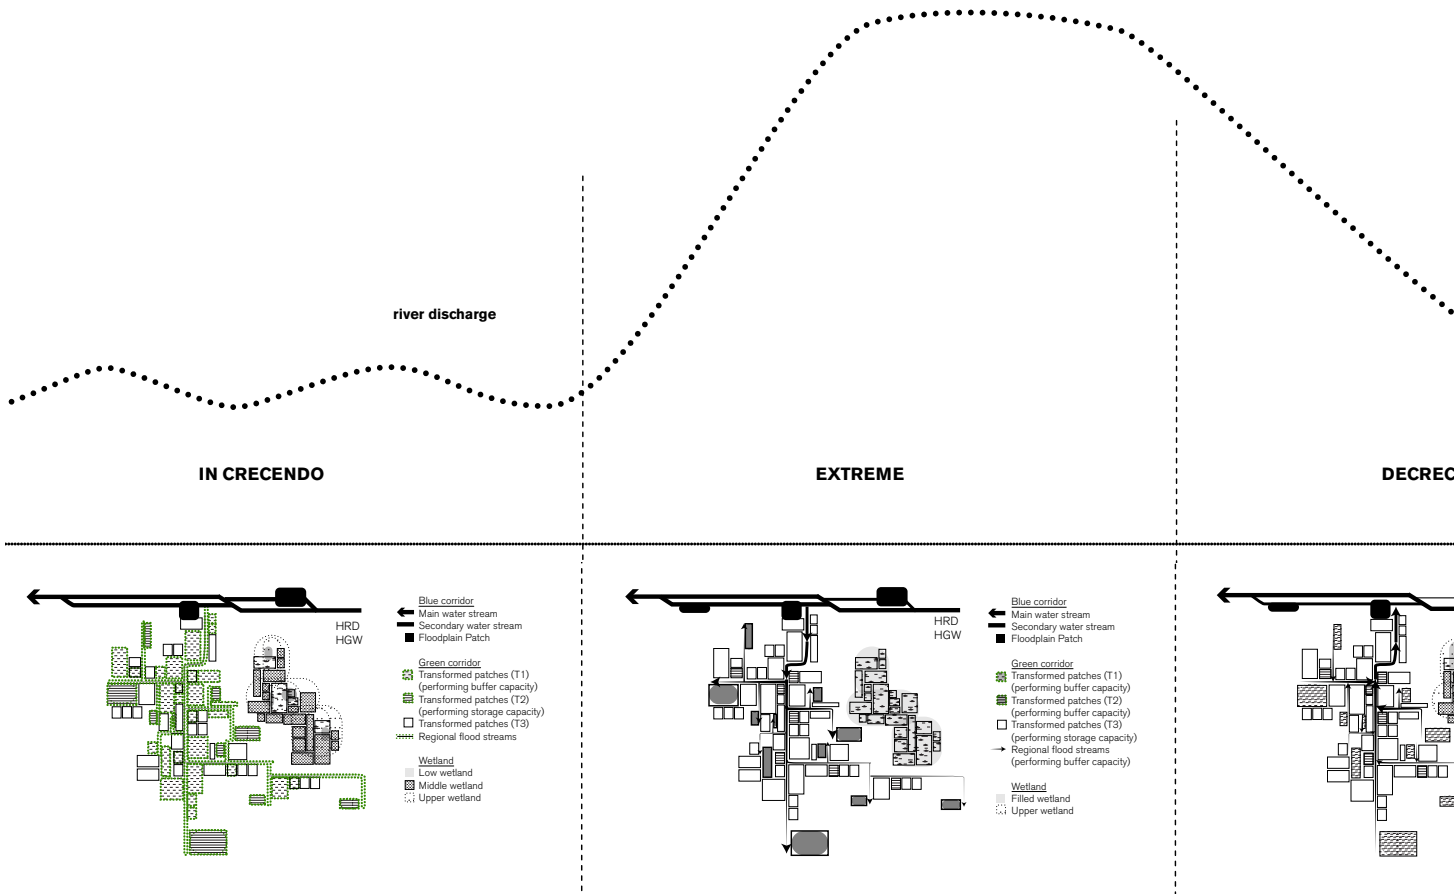 river discharge
IN CRECENDO
EXTREME
DECREC
HRD
HGW
Blue corridor
Main water stream
Secondary water stream
Floodplain Patch
Green corridor
Transformed patches (T1)
(performing buffer capacity)
Transformed patches (T2)
(performing storage capacity)
Transformed patches (T3)
Regional flood streams
Wetland
Low wetland
Middle wetland
Upper wetland
HRD
HGW
Blue corridor
Main water stream
Secondary water stream
Floodplain Patch
Green corridor
Transformed patches (T1)
(performing buffer capacity)
Transformed patches (T2)
(performing buffer capacity)
Transformed patches (T3)
(performing storage capacity)
Regional flood streams
(performing buffer capacity)
Wetland
Filled wetland
Upper wetland